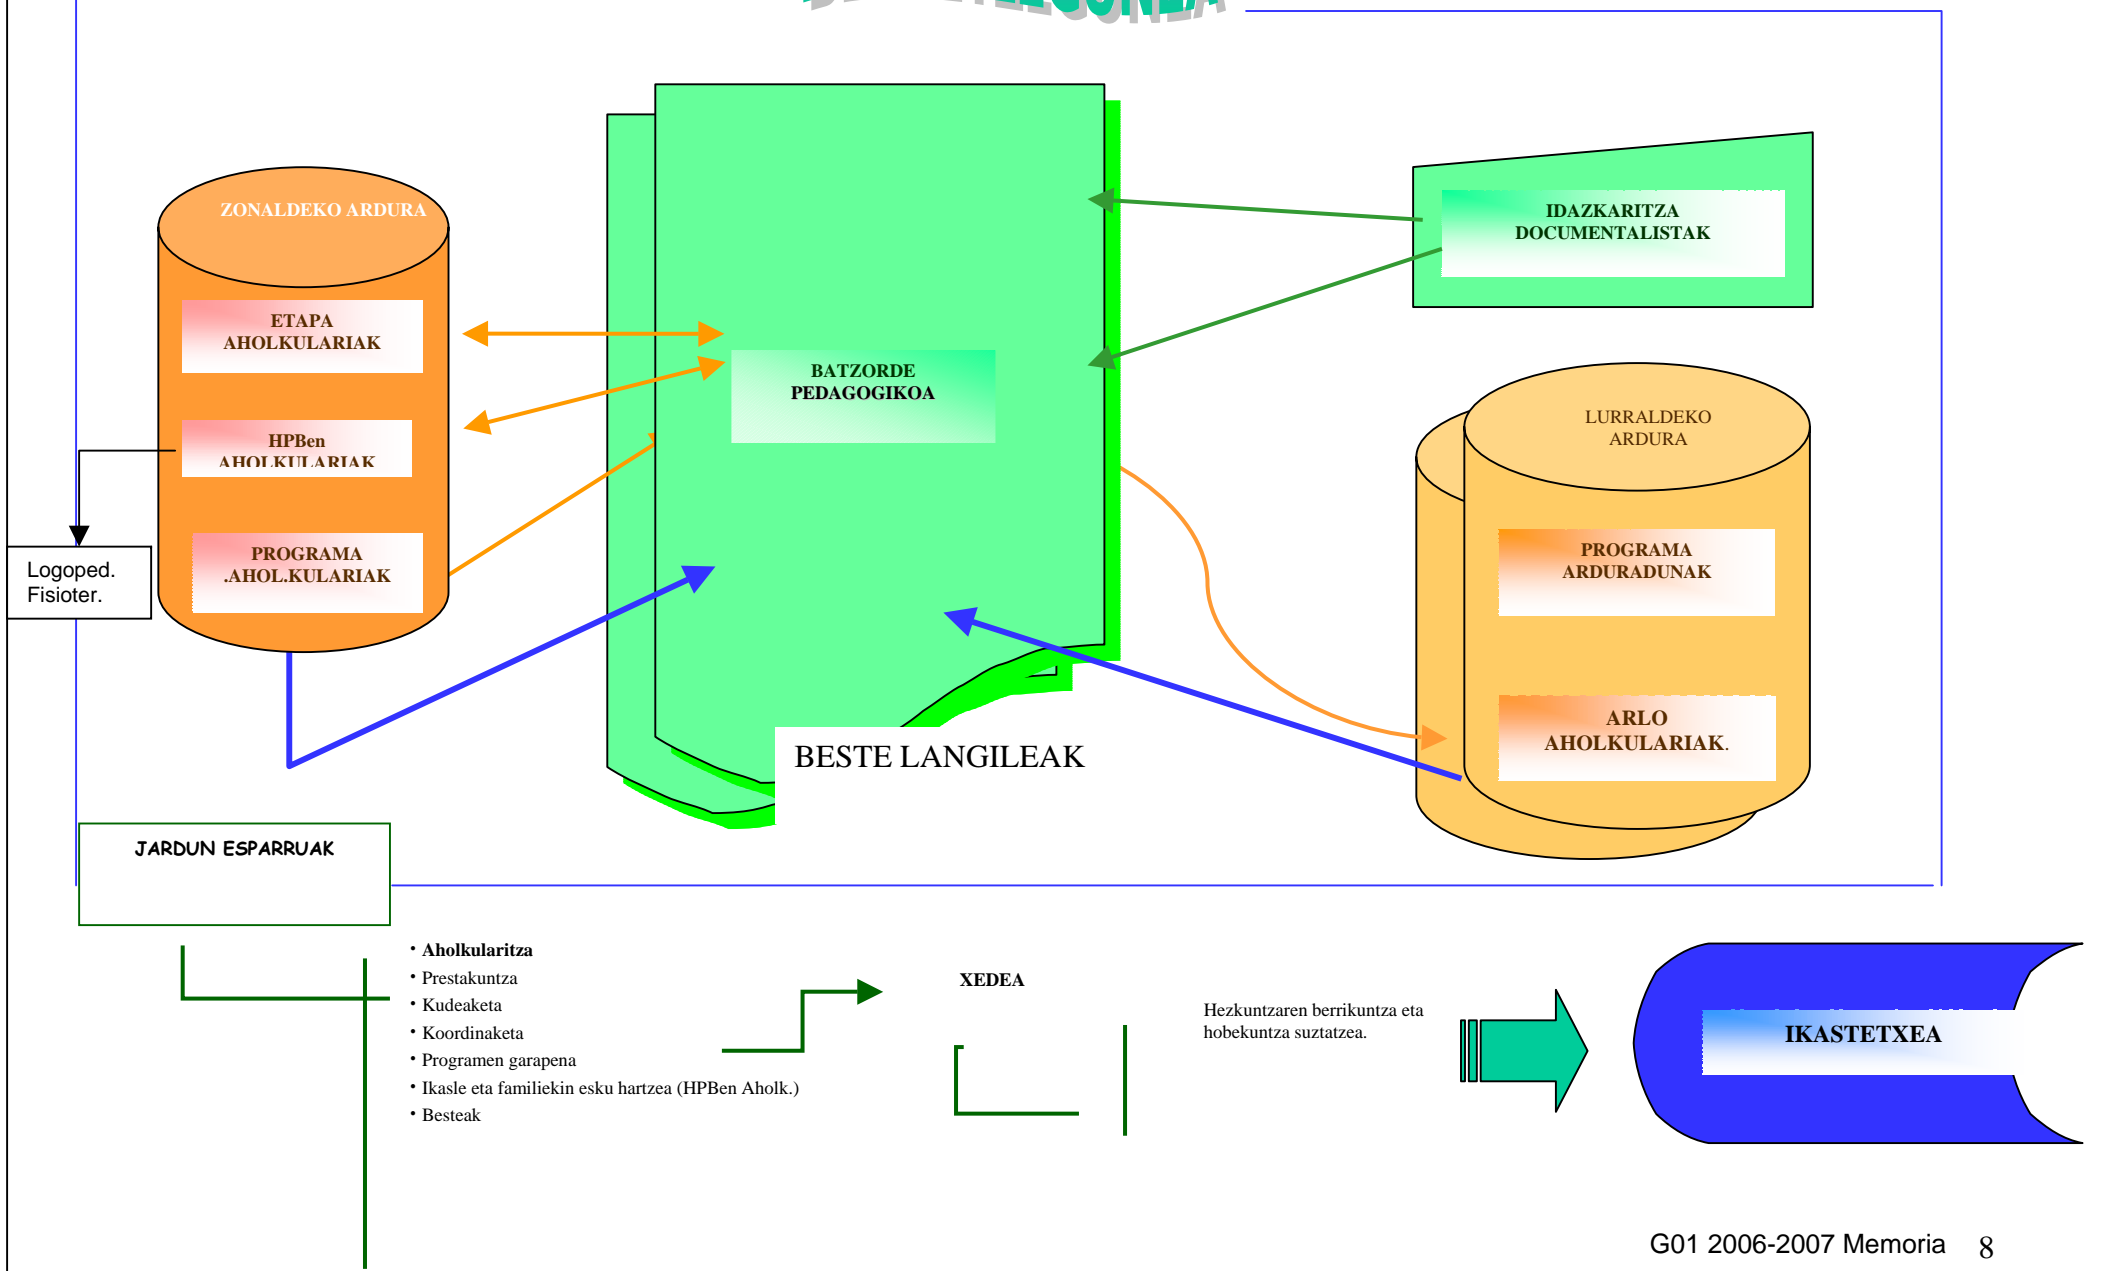 ZONALDEKO ARDURA
ETAPA
AHOLKULARIAK
HPBen
AHOLKULARIAK
PROGRAMA
.AHOL.KULARIAK
Logoped.
Fisioter.
BATZORDE
PEDAGOGIKOA
BESTE LANGILEAK
IDAZKARITZA
DOCUMENTALISTAK
LURRALDEKO
ARDURA
PROGRAMA
ARDURADUNAK
ARLO
AHOLKULARIAK.
JARDUN ESPARRUAK
• Aholkularitza
• Prestakuntza
• Kudeaketa
• Koordinaketa
• Programen garapena
• Ikasle eta familiekin esku hartzea (HPBen Aholk.)
• Besteak
XEDEA
Hezkuntzaren berrikuntza eta
hobekuntza suztatzea.
IKASTETXEA
G01 2006-2007 Memoria 8